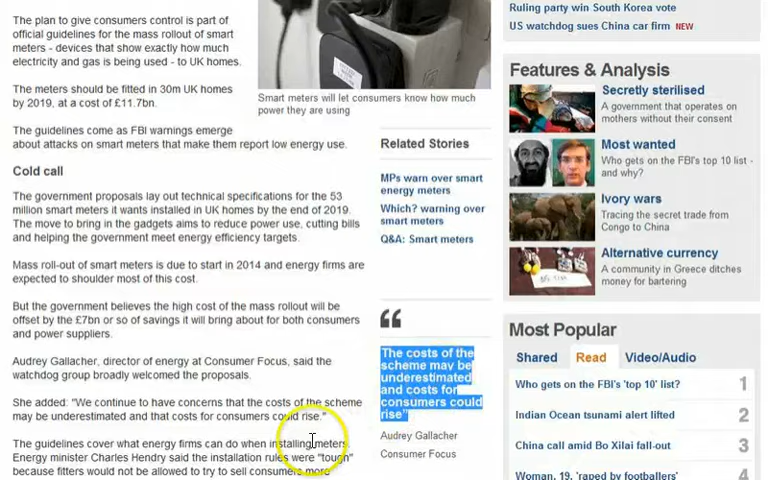 The plan to give consumers control is part of
official guidelines for the mass rollout of smart
meters - devices that show exactly how much
electricity and gas is being used - to UK homes.
The meters should be fitted in 30m UK homes
by 2019, at a cost of £11.7bn.
The guidelines come as FBI warnings emerge
about attacks on smart meters that make them report low energy use.
Cold call
The government proposals lay out technical specifications for the 53
million smart meters it wants installed in UK homes by the end of 2019.
The move to bring in the gadgets aims to reduce power use, cutting bills
and helping the government meet energy efficiency targets.
Mass roll-out of smart meters is due to start in 2014 and energy firms are
expected to shoulder most of this cost.
But the government believes the high cost of the mass rollout will be
offset by the £7bn or so of savings it will bring about for both consumers
and power suppliers.
Audrey Gallacher, director of energy at Consumer Focus, said the
watchdog group broadly welcomed the proposals.
She added: "We continue to have concerns that the costs of the scheme
may be underestimated and that costs for consumers could rise."
The guidelines cover what energy firms can do when installing meters.
Energy minister Charles Hendry said the installation rules were "tough"
because fitters would not be allowed to try to sell consumers more
Smart meters will let consumers know how much
power they are using
Related Stories
MPs warn over smart
energy meters
Which? warning over
smart meters
Q&A: Smart meters
“
The costs of the
scheme may be
underestimated
and costs for
consumers could
rise”
Audrey Gallacher
Consumer Focus
Ruling party win South Korea vote
US watchdog sues China car firm NEW
Features & Analysis
Secretly sterilised
A government that operates on
mothers without their consent
Most wanted
Who gets on the FBI's top 10 list -
and why?
Ivory wars
Tracing the secret trade from
Congo to China
Alternative currency
A community in Greece ditches
money for bartering
Most Popular
Shared Read Video/Audio
Who gets on the FBI's 'top 10' list? 1
Indian Ocean tsunami alert lifted 2
China call amid Bo Xilai fall-out 3
Woman, 19, 'raped by footballers' 4